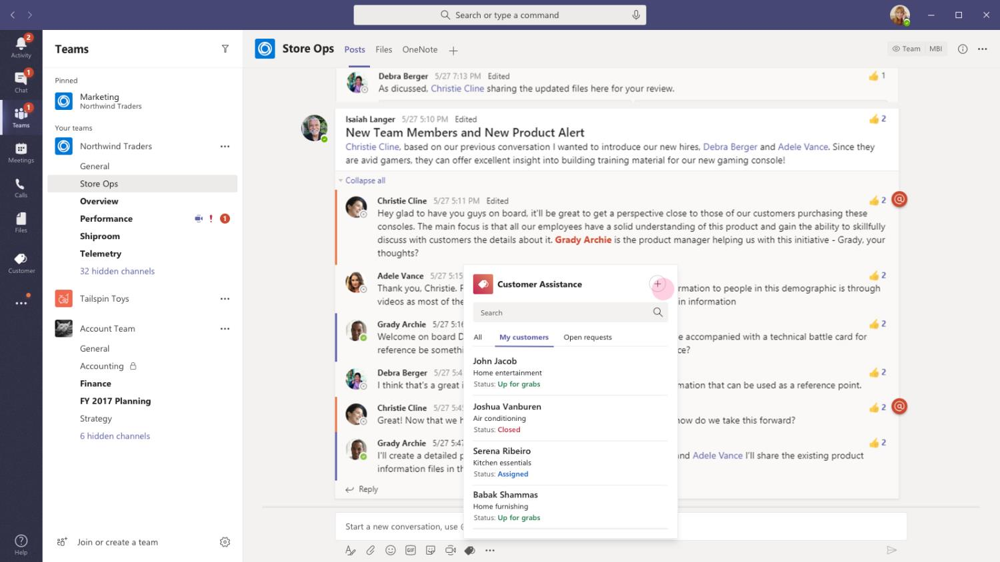 Search or type a command
2
Activity
1
Chat
1
Teams
Meetings
Calls
Files
Customer
Help
Teams
Pinned
Marketing
Northwind Traders
Your teams
Northwind Traders
General
Store Ops
Overview
Performance ! 1
Shiproom
Telemetry
32 hidden channels
Tailspin Toys
Account Team
General
Accounting
Finance
FY 2017 Planning
Strategy
6 hidden channels
Join or create a team
Store Ops Posts Files OneNote
Team MBI
Debra Berger 5/27 7:13 PM Edited 1
As dicussed, Christie Cline sharing the updated files here for your review.
Isaiah Langer 5/27 5:10 PM Edited 2
New Team Members and New Product Alert
Christie Cline, based on our previous conversation I wanted to introduce our new hires, Debra Berger and Adele Vance. Since they
are avid gamers, they can offer excellent insight into building training material for our new gaming console!
Collapse all
Christie Cline 5/27 5:11 PM Edited 2 @
Hey glad to have you guys on board, it'll be great to get a perspective close to those of our customers purchasing these
consoles. The main focus is that all our employees have a solid understanding of this product and gain the ability to skillfully
discuss with customers the details about it. Grady Archie is the product manager helping us with this initiative - Grady, your
thoughts?
Adele Vance 5/27 5:15 2
Thank you, Christie. rmation to people in this demographic is through
videos as most of the in information
Grady Archie 5/27 5:16 2
Welcome on board e accompanied with a technical battle card for
reference be somethi ce?
Debra Berger 5/27 5:4 2
I think that's a great mation that can be used as a reference point.
Christie Cline 5/27 5:4 2 @
Great! Now that we how do we take this forward?
Grady Archie 5/27 5:47 2
I'll create a detailed and Adele Vance I'll share the existing product
information files in th
Reply
Start a new conversation, use @
GIF
Customer Assistance
Search
All My customers Open requests
John Jacob
Home entertainment
Status: Up for grabs
Joshua Vanburen
Air conditioning
Status: Closed
Serena Ribeiro
Kitchen essentials
Status: Assigned
Babak Shammas
Home furnishing
Status: Up for grabs